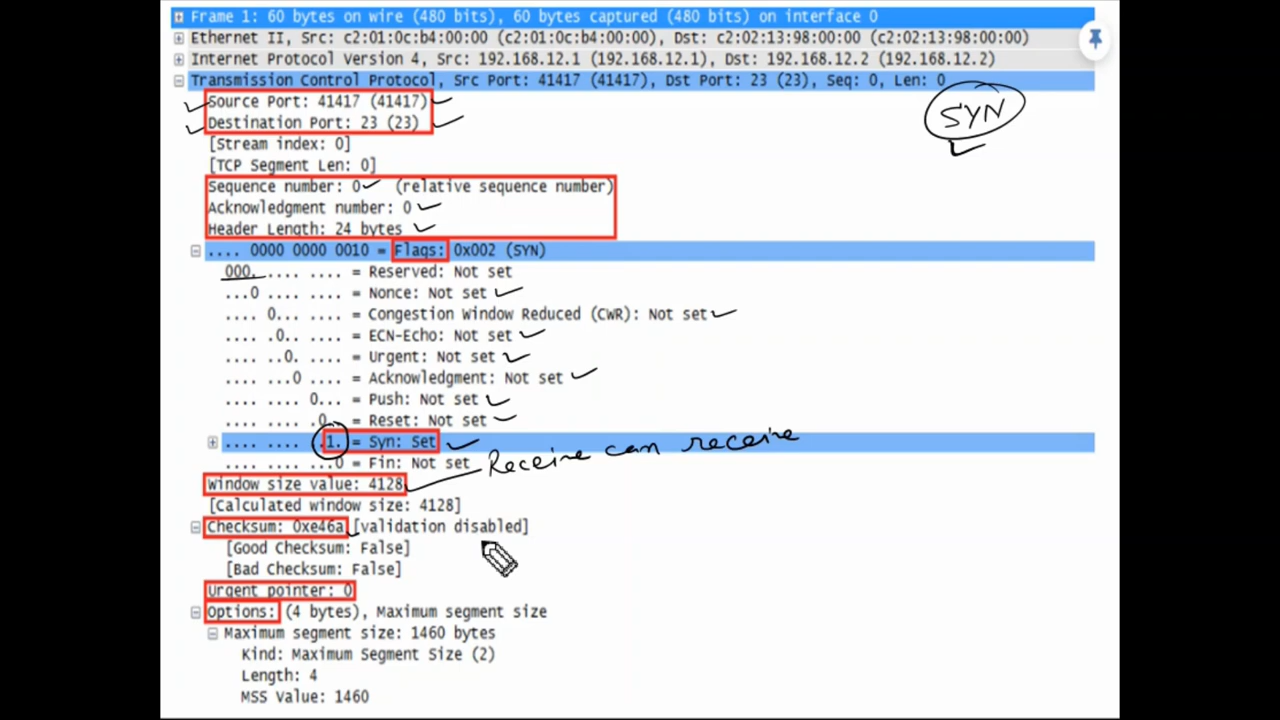 Frame 1: 60 bytes on wire (480 bits), 60 bytes captured (480 bits) on interface 0
Ethernet II, Src: c2:01:0c:b4:00:00 (c2:01:0c:b4:00:00), Dst: c2:02:13:98:00:00 (c2:02:13:98:00:00)
Internet Protocol Version 4, Src: 192.168.12.1 (192.168.12.1), Dst: 192.168.12.2 (192.168.12.2)
Transmission Control Protocol, Src Port: 41417 (41417), Dst Port: 23 (23), Seq: 0, Len: 0
Source Port: 41417 (41417)
SYN
Destination Port: 23 (23)
[Stream index: 0]
[TCP Segment Len: 0]
Sequence number: 0 (relative sequence number)
Acknowledgment number: 0
Header Length: 24 bytes
.... 0000 0000 0010 = Flags: 0x002 (SYN)
000. .... .... = Reserved: Not set
...0 .... .... = Nonce: Not set
.... 0... .... = Congestion Window Reduced (CWR): Not set
.... .0.. .... = ECN-Echo: Not set
.... ..0. .... = Urgent: Not set
.... ...0 .... = Acknowledgment: Not set
.... .... 0... = Push: Not set
.... .... .0.. = Reset: Not set
.... .... ..1. = Syn: Set
Receive can receive
.... .... ...0 = Fin: Not set
Window size value: 4128
[Calculated window size: 4128]
Checksum: 0xe46a [validation disabled]
[Good Checksum: False]
[Bad Checksum: False]
Urgent pointer: 0
Options: (4 bytes), Maximum segment size
Maximum segment size: 1460 bytes
Kind: Maximum Segment Size (2)
Length: 4
MSS Value: 1460